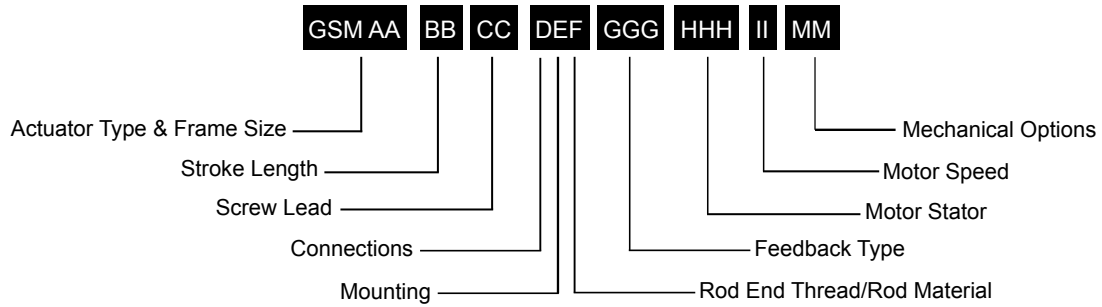 GSM AA BB CC DEF GGG HHH II MM
Actuator Type & Frame Size
Mechanical Options
Stroke Length
Motor Speed
Screw Lead
Motor Stator
Connections
Feedback Type
Mounting
Rod End Thread/Rod Material